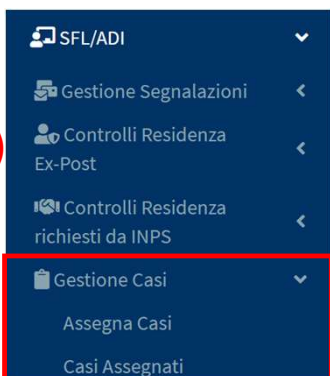 SFL/ADI
Gestione Segnalazioni
Controlli Residenza
Ex-Post
Controlli Residenza
richiesti da INPS
Gestione Casi
Assegna Casi
Casi Assegnati